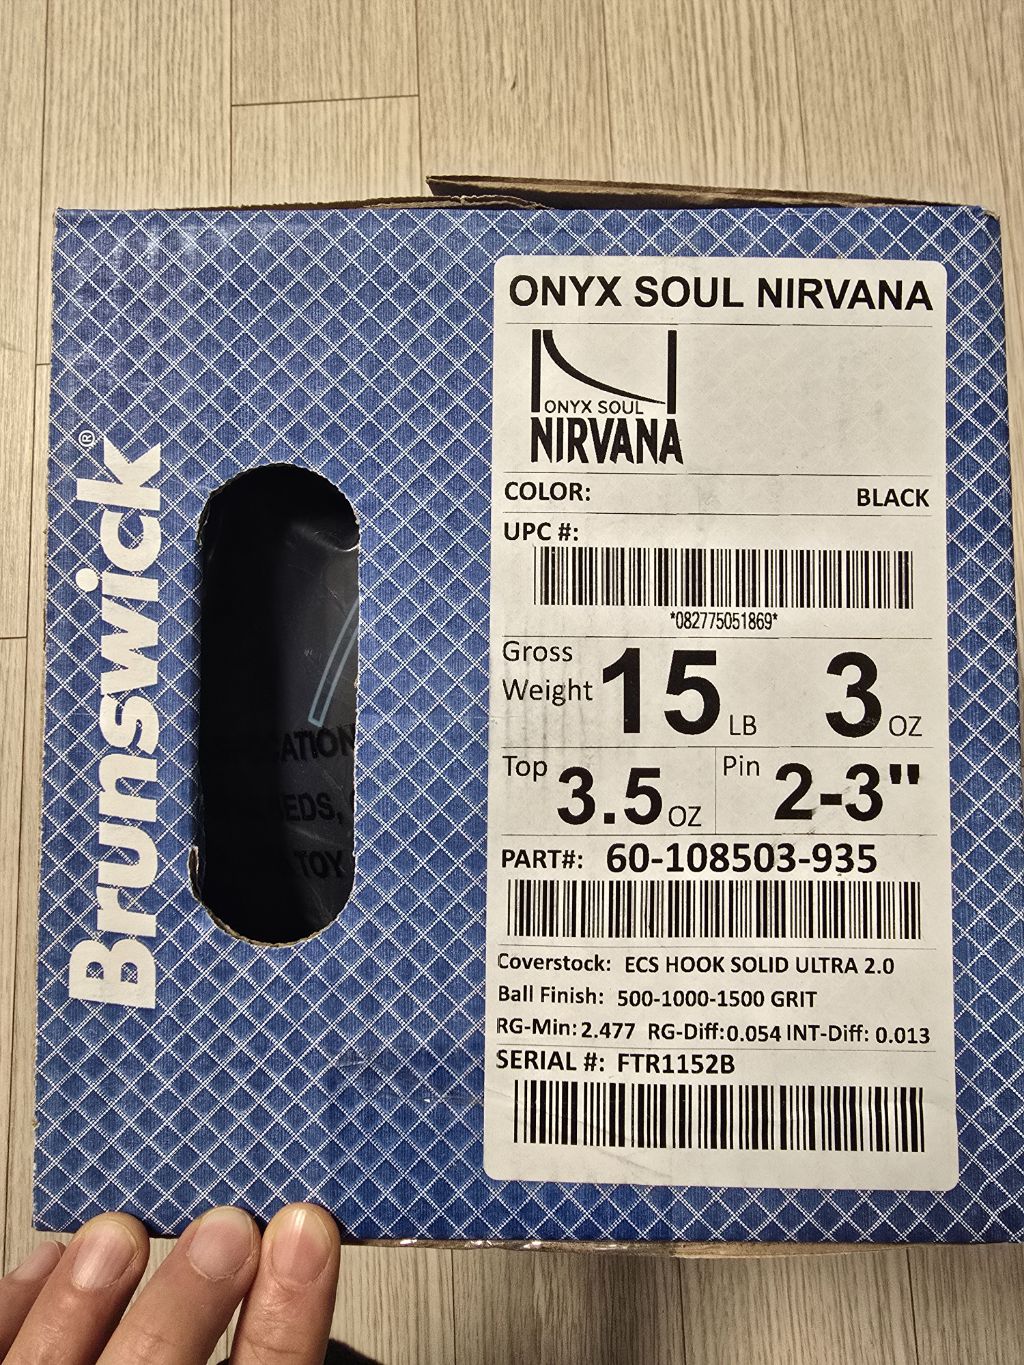 Brunswick®
ONYX SOUL NIRVANA
ONYX SOUL
NIRVANA
COLOR: BLACK
UPC #:
*082775051869*
Gross Weight 15 LB 3 OZ
Top 3.5 OZ Pin 2-3"
PART#: 60-108503-935
Coverstock: ECS HOOK SOLID ULTRA 2.0
Ball Finish: 500-1000-1500 GRIT
RG-Min: 2.477 RG-Diff: 0.054 INT-Diff: 0.013
SERIAL #: FTR1152B
TOY